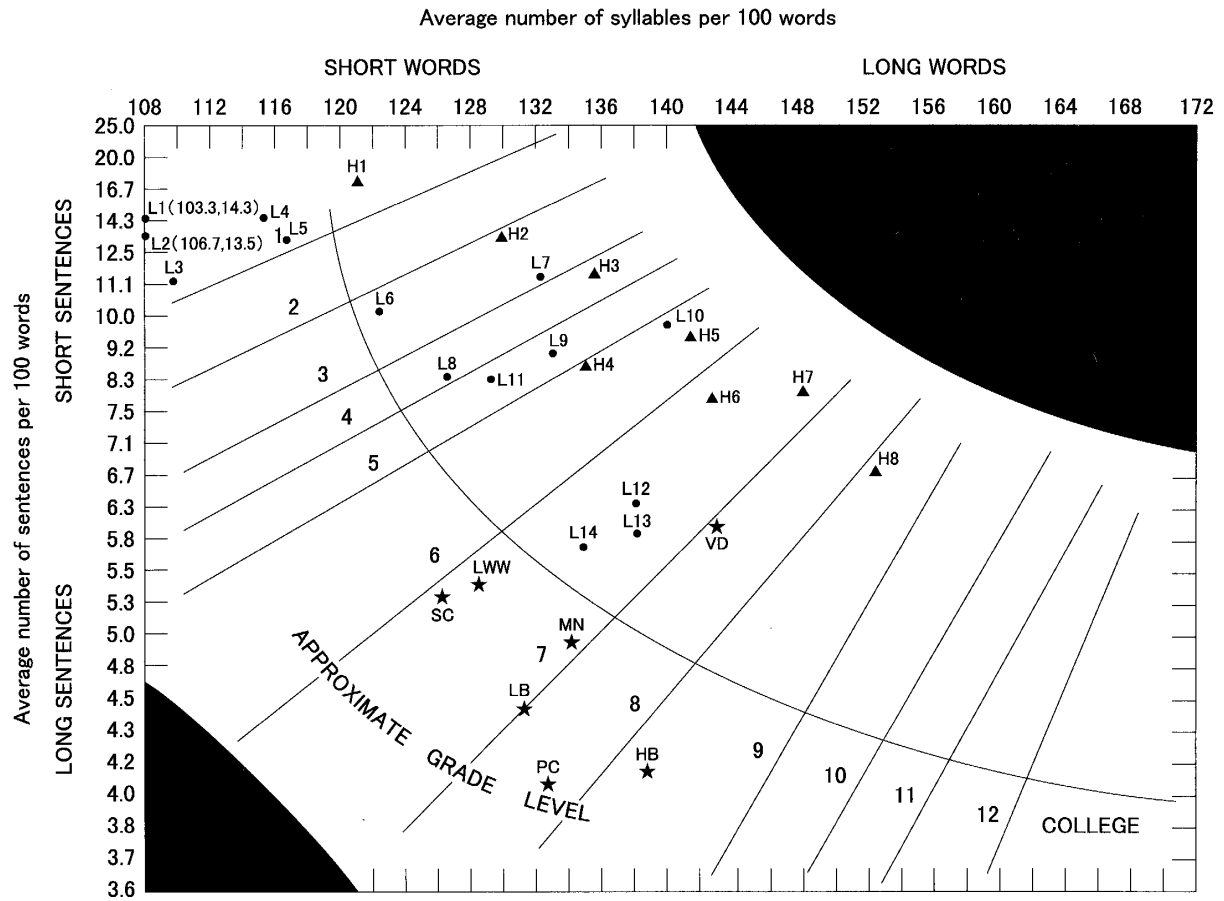 Average number of syllables per 100 words
SHORT WORDS LONG WORDS
108 112 116 120 124 128 132 136 140 144 148 152 156 160 164 168 172
Average number of sentences per 100 words
SHORT SENTENCES
LONG SENTENCES
25.0
20.0
16.7
14.3
12.5
11.1
10.0
9.2
8.3
7.5
7.1
6.7
6.3
5.8
5.5
5.3
5.0
4.8
4.5
4.3
4.2
4.0
3.8
3.7
3.6
H1
L1(103.3,14.3)
L4
L2(106.7,13.5)
1
L5
H2
L3
L7
H3
2
L6
L10
H5
L9
L8
L11
H4
3
H6
H7
4
5
H8
L12
L13
L14
VD
6
LWW
SC
MN
7
LB
8
PC
HB
9
10
11
12
APPROXIMATE GRADE LEVEL
COLLEGE